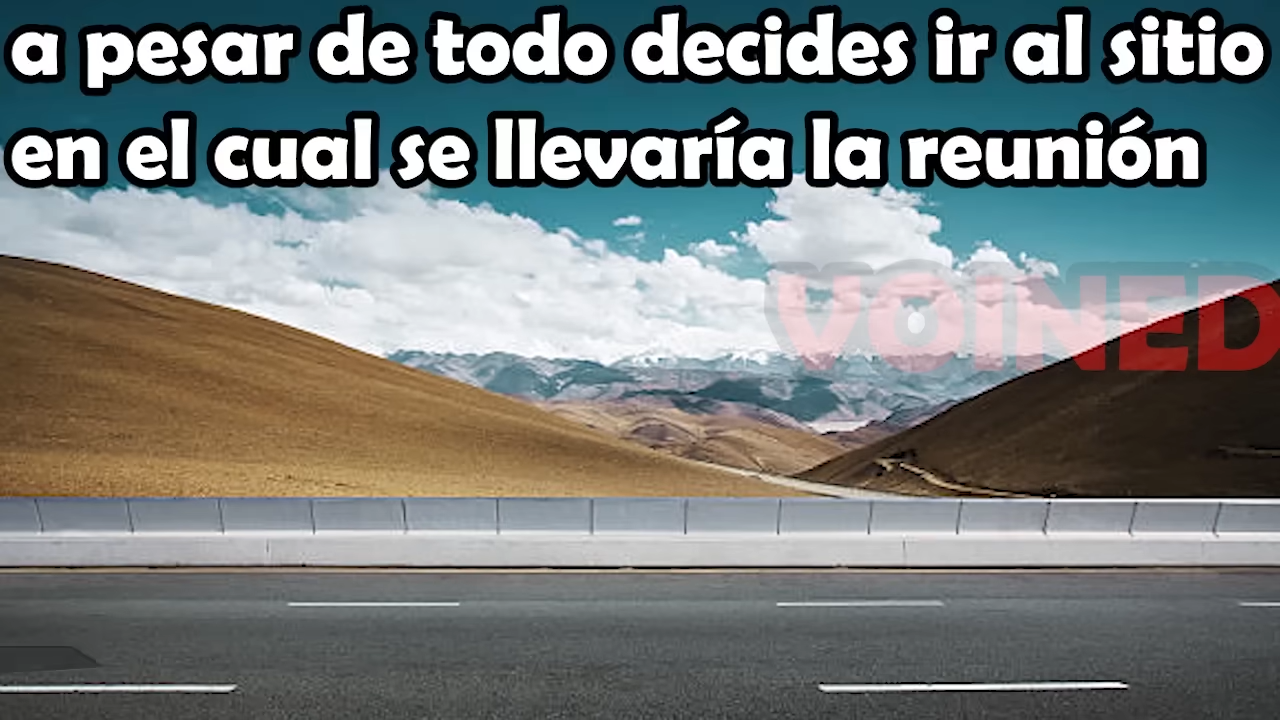 a pesar de todo decides ir al sitio
en el cual se llevaría la reunión
VOINED